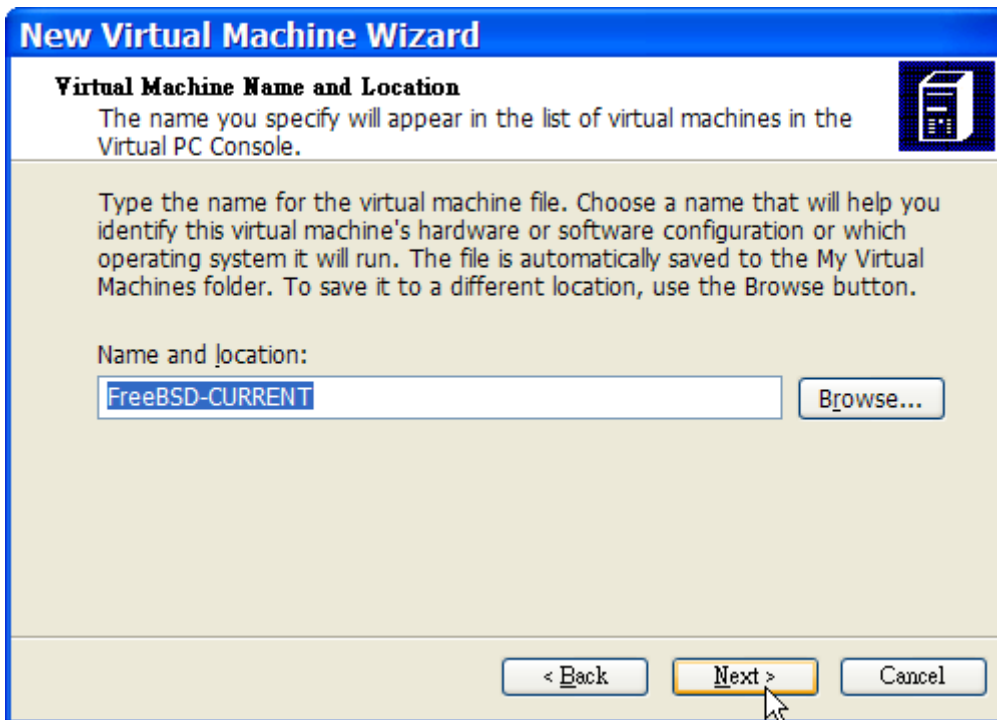 New Virtual Machine Wizard
Virtual Machine Name and Location
The name you specify will appear in the list of virtual machines in the
Virtual PC Console.
Type the name for the virtual machine file. Choose a name that will help you
identify this virtual machine's hardware or software configuration or which
operating system it will run. The file is automatically saved to the My Virtual
Machines folder. To save it to a different location, use the Browse button.
Name and location:
FreeBSD-CURRENT
Browse...
< Back
Next >
Cancel